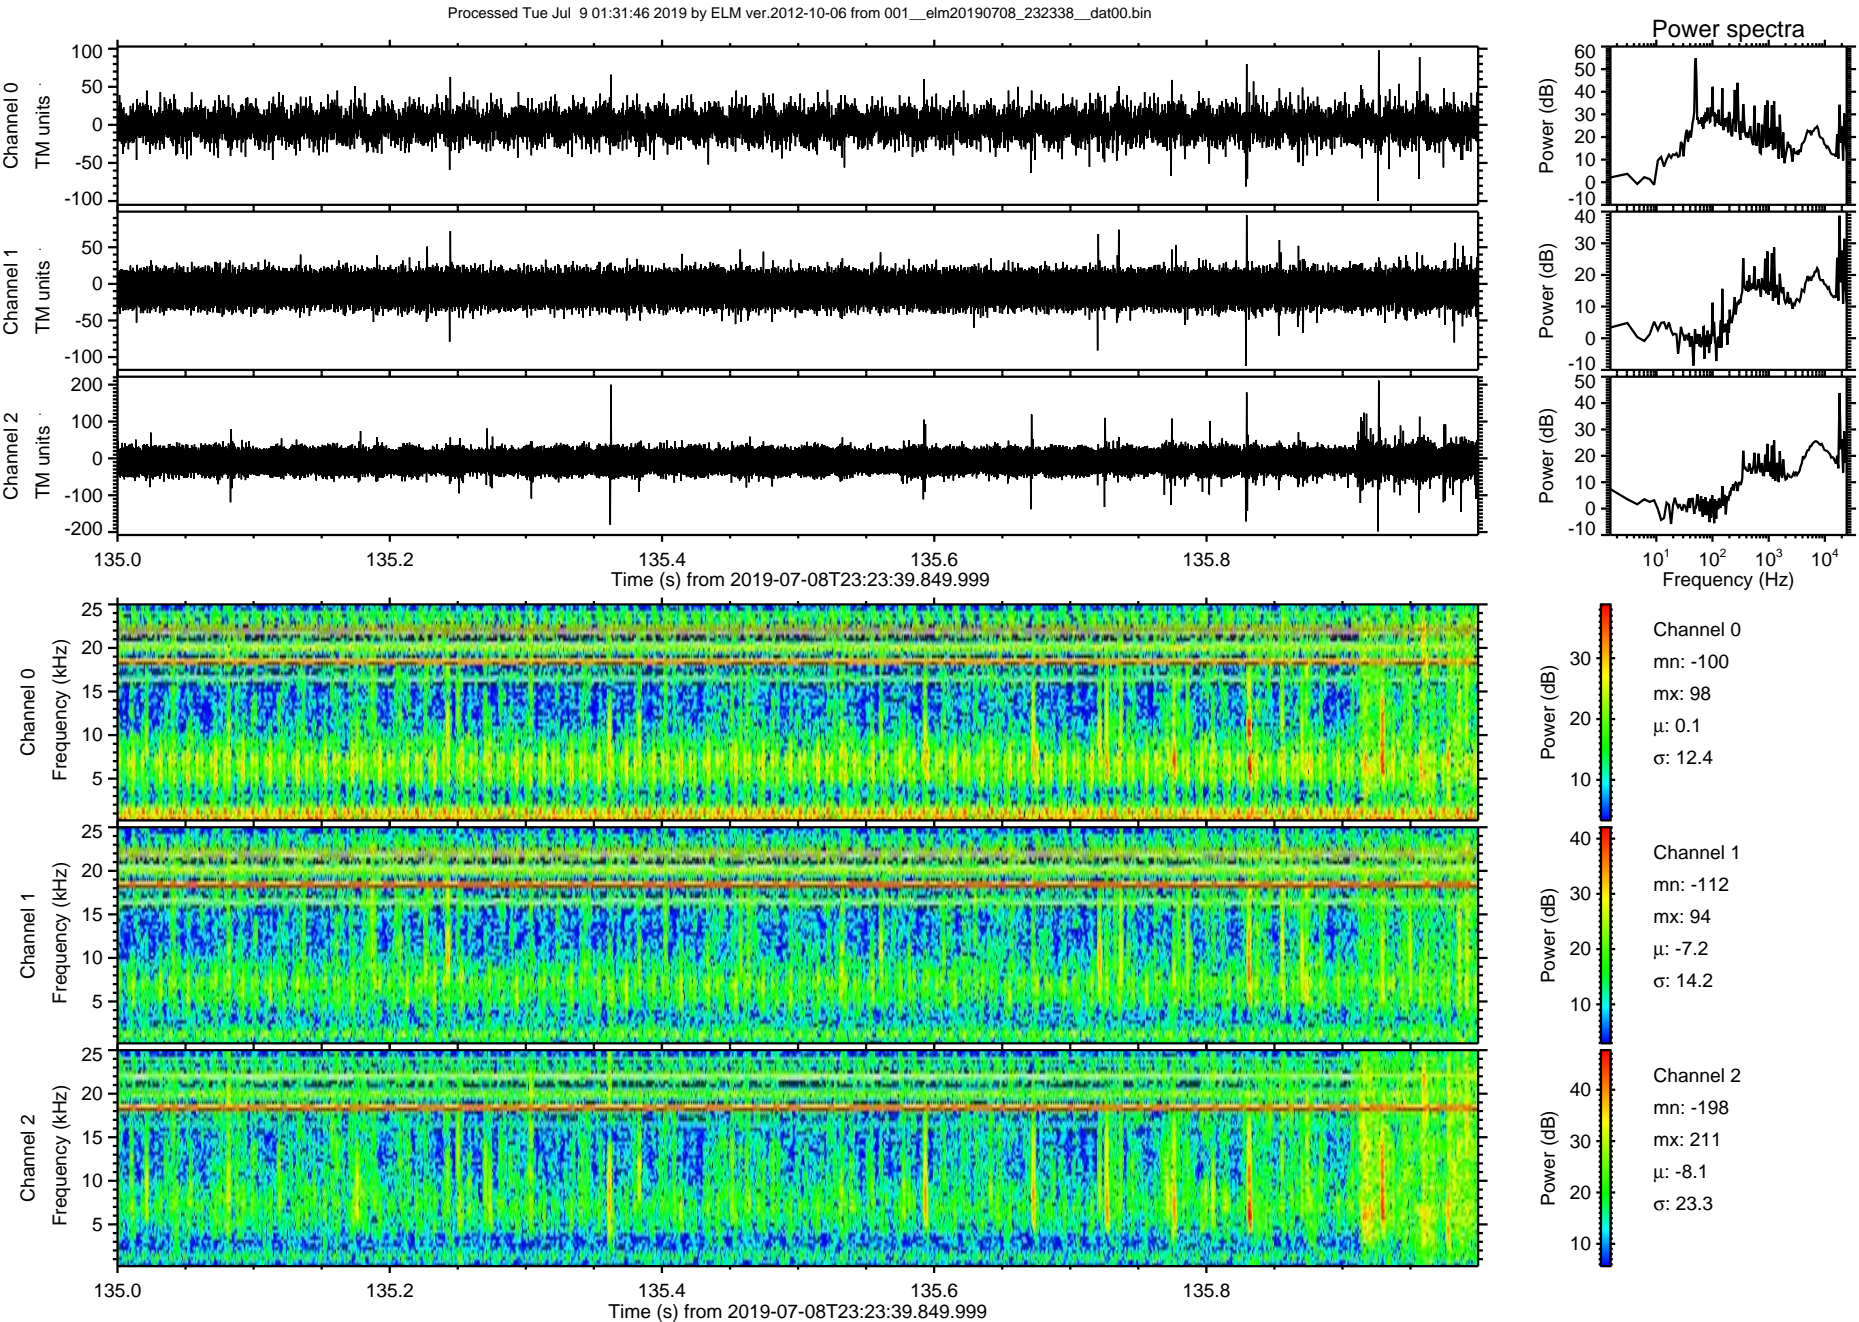 Processed Tue Jul  9 01:31:46 2019 by ELM ver.2012-10-06 from 001__elm20190708_232338__dat00.bin
Power spectra
Channel 0
TM units
100
50
0
-50
-100
Power (dB)
60
50
40
30
20
10
0
-10
Channel 1
TM units
50
0
-50
-100
Power (dB)
40
30
20
10
0
-10
Channel 2
TM units
200
100
0
-100
-200
Power (dB)
50
40
30
20
10
0
-10
135.0 135.2 135.4 135.6 135.8
Time (s) from 2019-07-08T23:23:39.849.999
10^1 10^2 10^3 10^4
Frequency (Hz)
Channel 0
Frequency (kHz)
25
20
15
10
5
Power (dB)
30
20
10
Channel 0
mn: -100
mx: 98
μ: 0.1
σ: 12.4
Channel 1
Frequency (kHz)
25
20
15
10
5
Power (dB)
40
30
20
10
Channel 1
mn: -112
mx: 94
μ: -7.2
σ: 14.2
Channel 2
Frequency (kHz)
25
20
15
10
5
Power (dB)
40
30
20
10
Channel 2
mn: -198
mx: 211
μ: -8.1
σ: 23.3
135.0 135.2 135.4 135.6 135.8
Time (s) from 2019-07-08T23:23:39.849.999